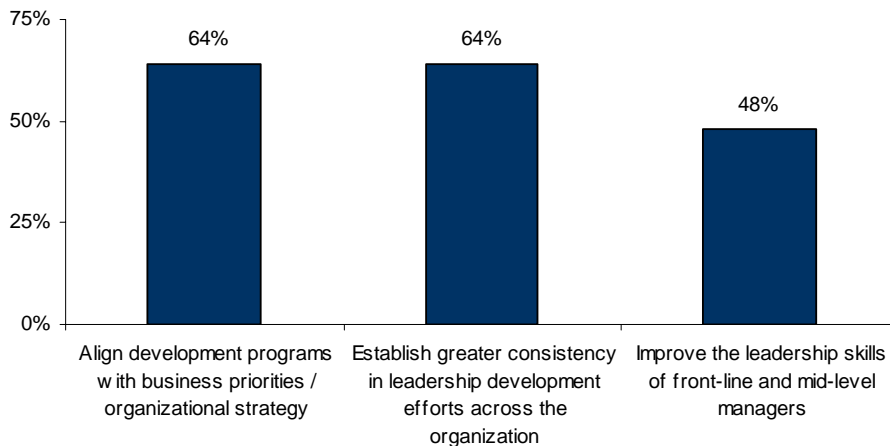 75%
64%
64%
48%
50%
25%
0%
Align development programs
with business priorities /
organizational strategy
Establish greater consistency
in leadership development
efforts across the
organization
Improve the leadership skills
of front-line and mid-level
managers